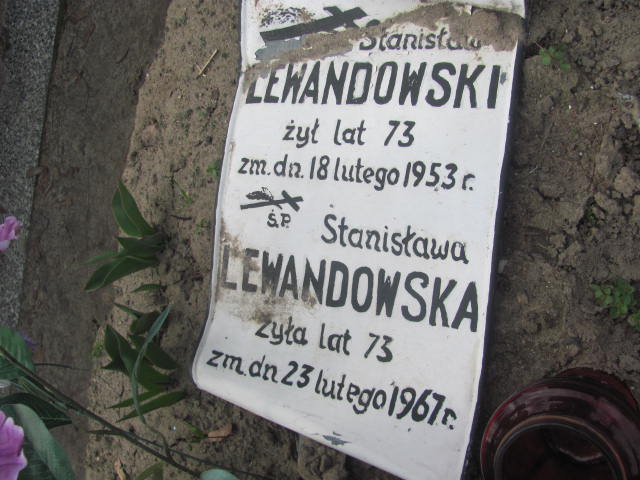 Stanisław
LEWANDOWSKI
żył lat 73
zm. dn. 18 lutego 1953 r.
Ś.P.
Stanisława
LEWANDOWSKA
żyła lat 73
zm. dn 23 lutego 1967 r.